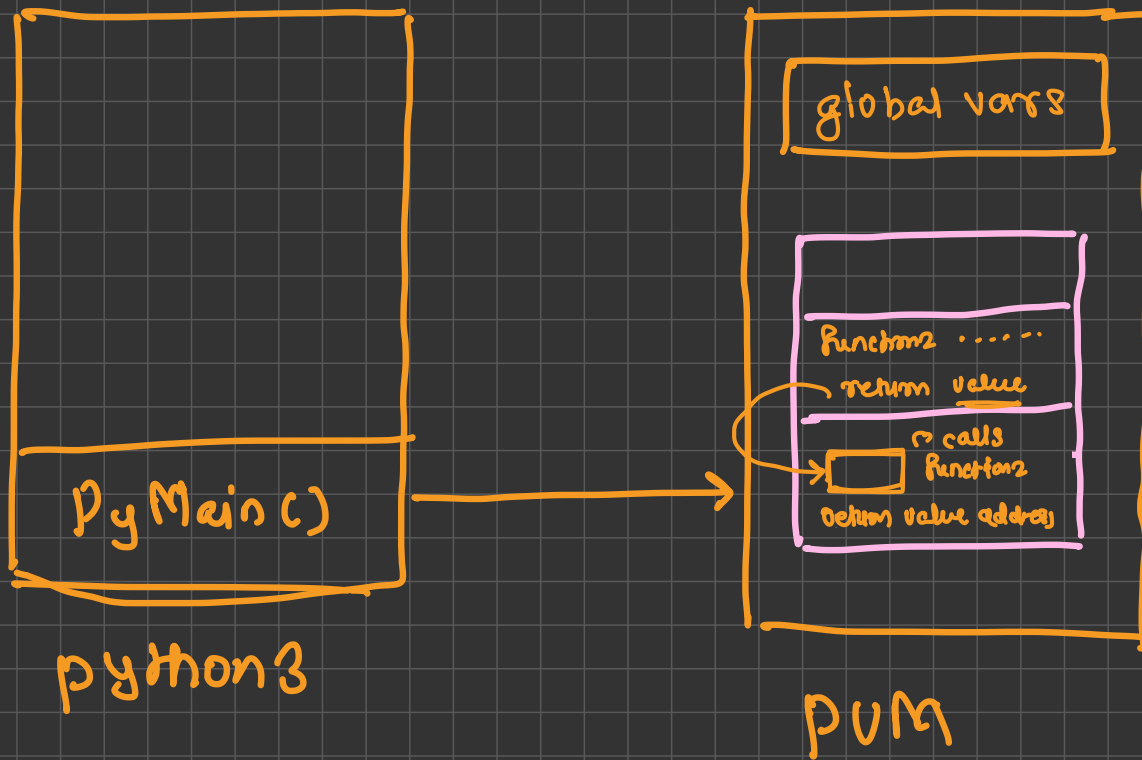 PyMain()
python3
global vars
function2 ......
return value
calls
function2
return value address
PVM